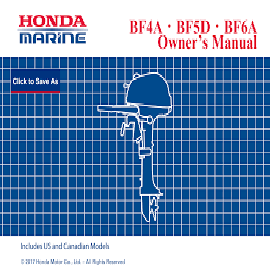 HONDA
MARINE
BF4A • BF5D • BF6A
Owner's Manual
Click to Save As
Includes US and Canadian Models
© 2017 Honda Motor Co., Ltd. - All Rights Reserved